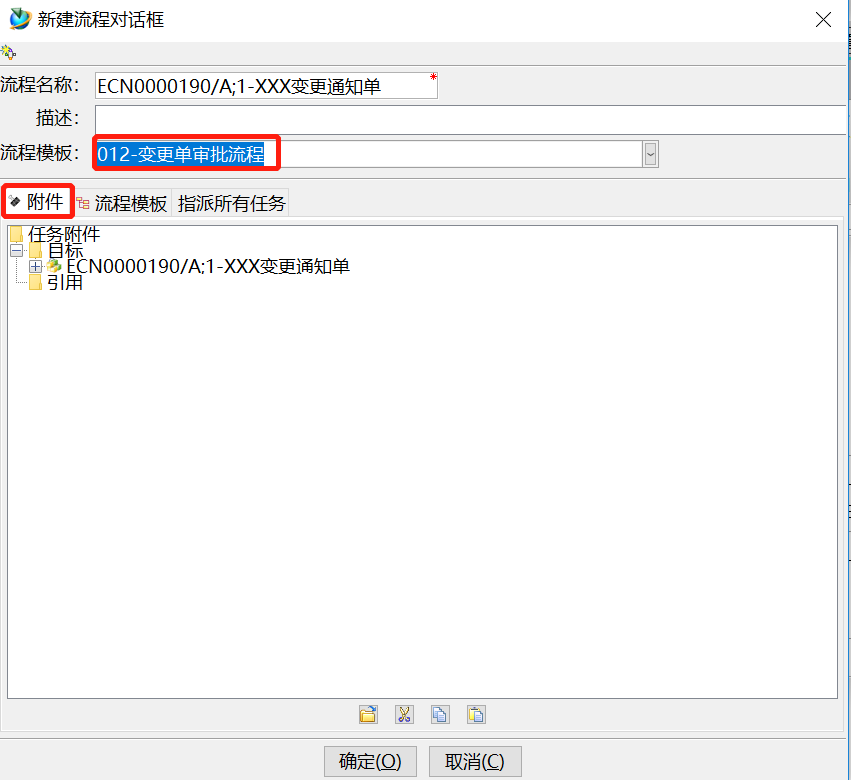 新建流程对话框
流程名称: ECN0000190/A;1-XXX变更通知单 *
描述:
流程模板: 012-变更单审批流程
附件 流程模板 指派所有任务
任务附件
目标
ECN0000190/A;1-XXX变更通知单
引用
确定(O) 取消(C)